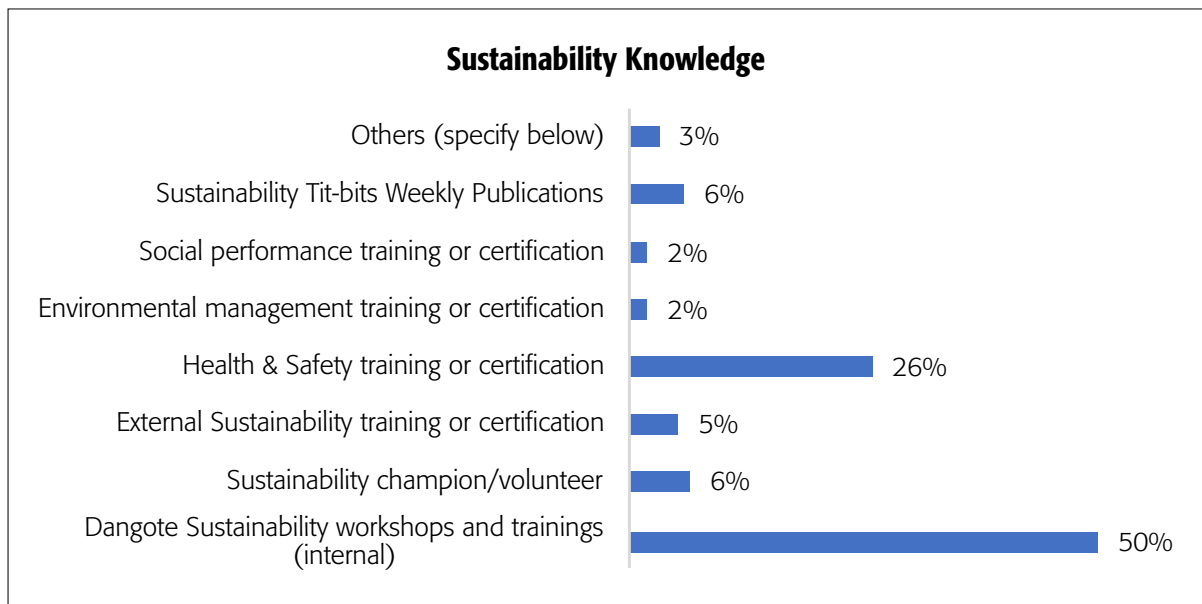 Sustainability Knowledge
Others (specify below) 3%
Sustainability Tit-bits Weekly Publications 6%
Social performance training or certification 2%
Environmental management training or certification 2%
Health & Safety training or certification 26%
External Sustainability training or certification 5%
Sustainability champion/volunteer 6%
Dangote Sustainability workshops and trainings
(internal) 50%